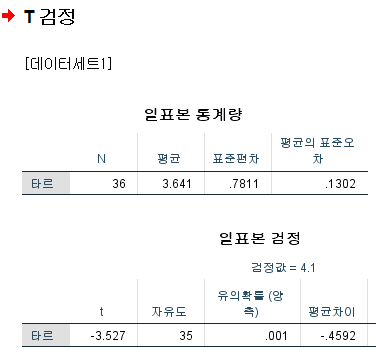 T 검정
[데이터세트1]
일표본 통계량
N 평균 표준편차 평균의 표준오
차
타르 36 3.641 .7811 .1302
일표본 검정
검정값 = 4.1
t 자유도 유의확률 (양
측) 평균차이
타르 -3.527 35 .001 -.4592